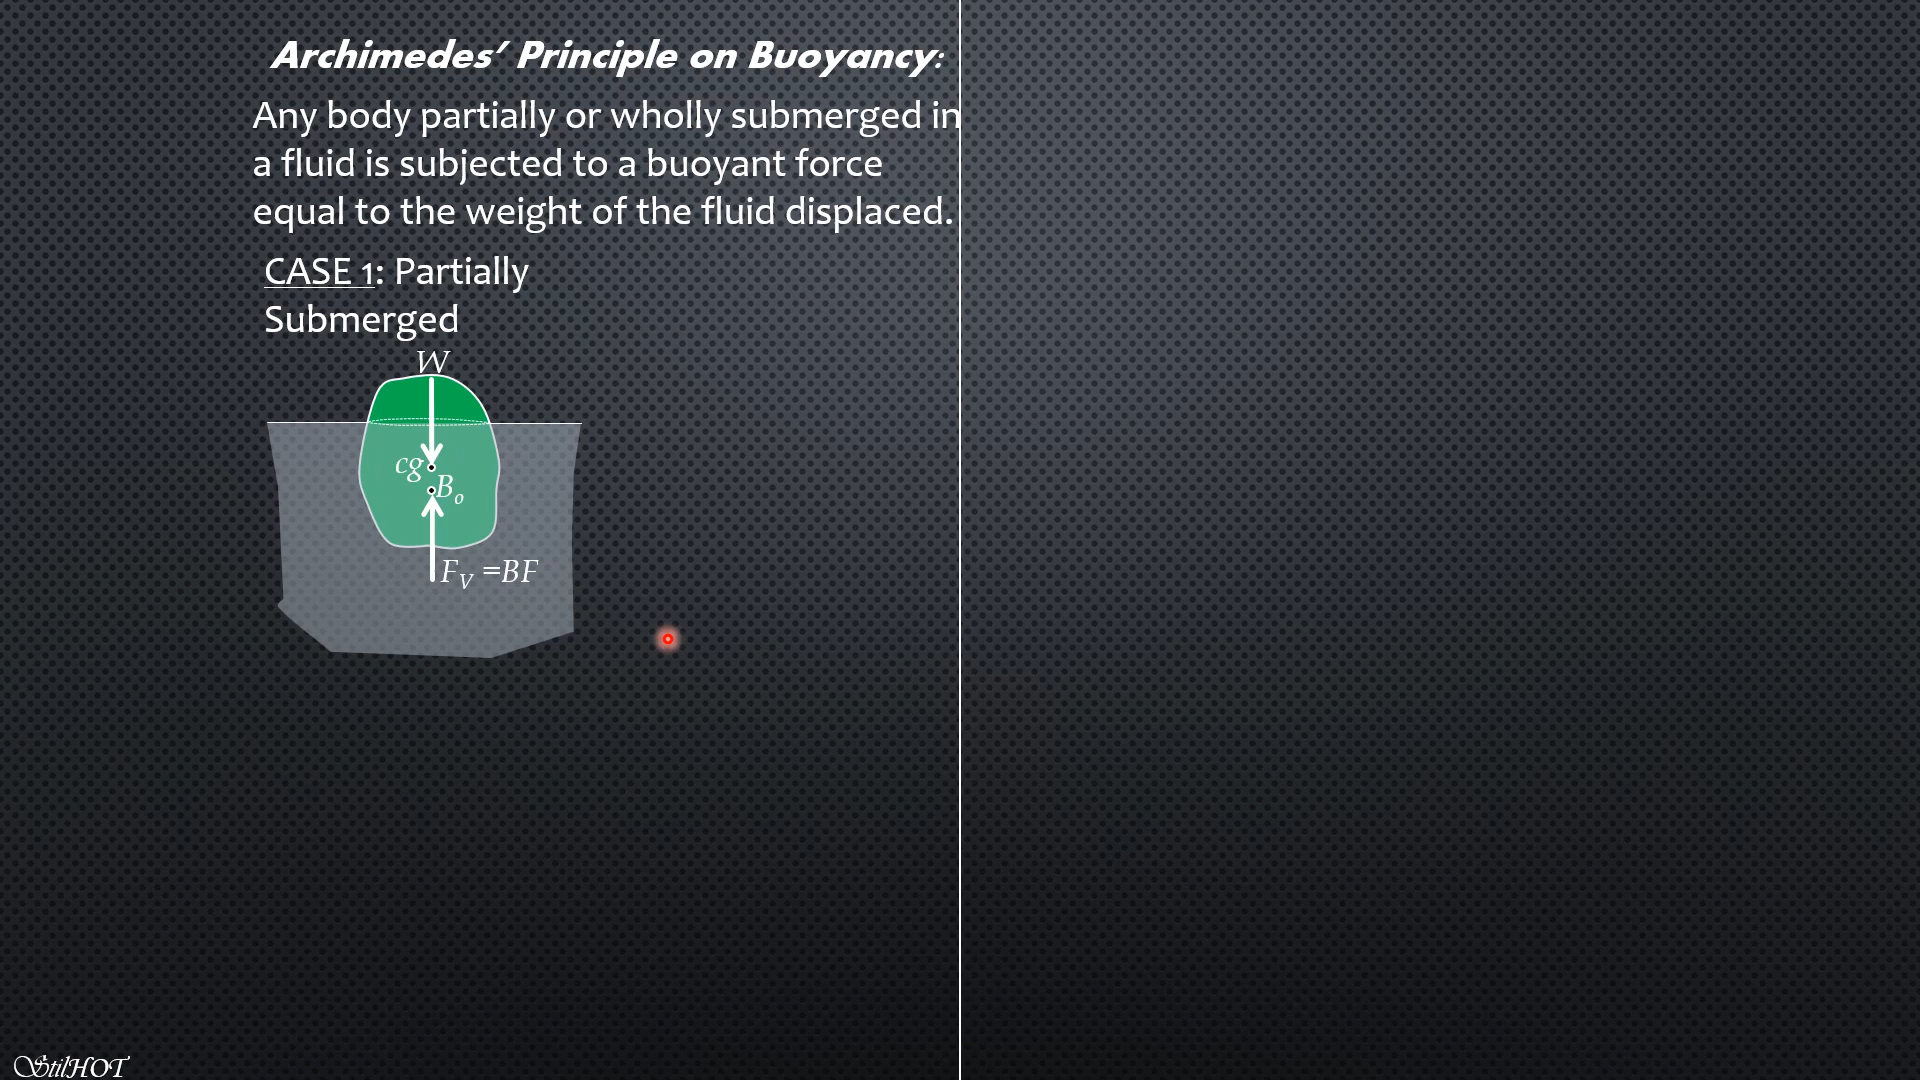 Archimedes’ Principle on Buoyancy:
Any body partially or wholly submerged in
a fluid is subjected to a buoyant force
equal to the weight of the fluid displaced.
CASE 1: Partially
Submerged
W
cg
Bo
FV =BF
StilHOT